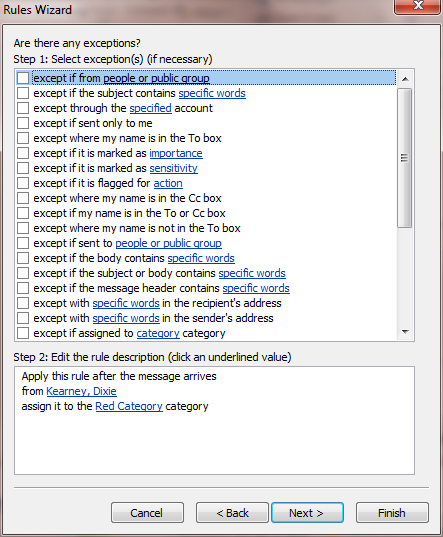 Rules Wizard
Are there any exceptions?
Step 1: Select exception(s) (if necessary)
except if from people or public group
except if the subject contains specific words
except through the specified account
except if sent only to me
except where my name is in the To box
except if it is marked as importance
except if it is marked as sensitivity
except if it is flagged for action
except where my name is in the Cc box
except if my name is in the To or Cc box
except where my name is not in the To box
except if sent to people or public group
except if the body contains specific words
except if the subject or body contains specific words
except if the message header contains specific words
except with specific words in the recipient's address
except with specific words in the sender's address
except if assigned to category category
Step 2: Edit the rule description (click an underlined value)
Apply this rule after the message arrives
from Kearney, Dixie
assign it to the Red Category category
Cancel < Back Next > Finish